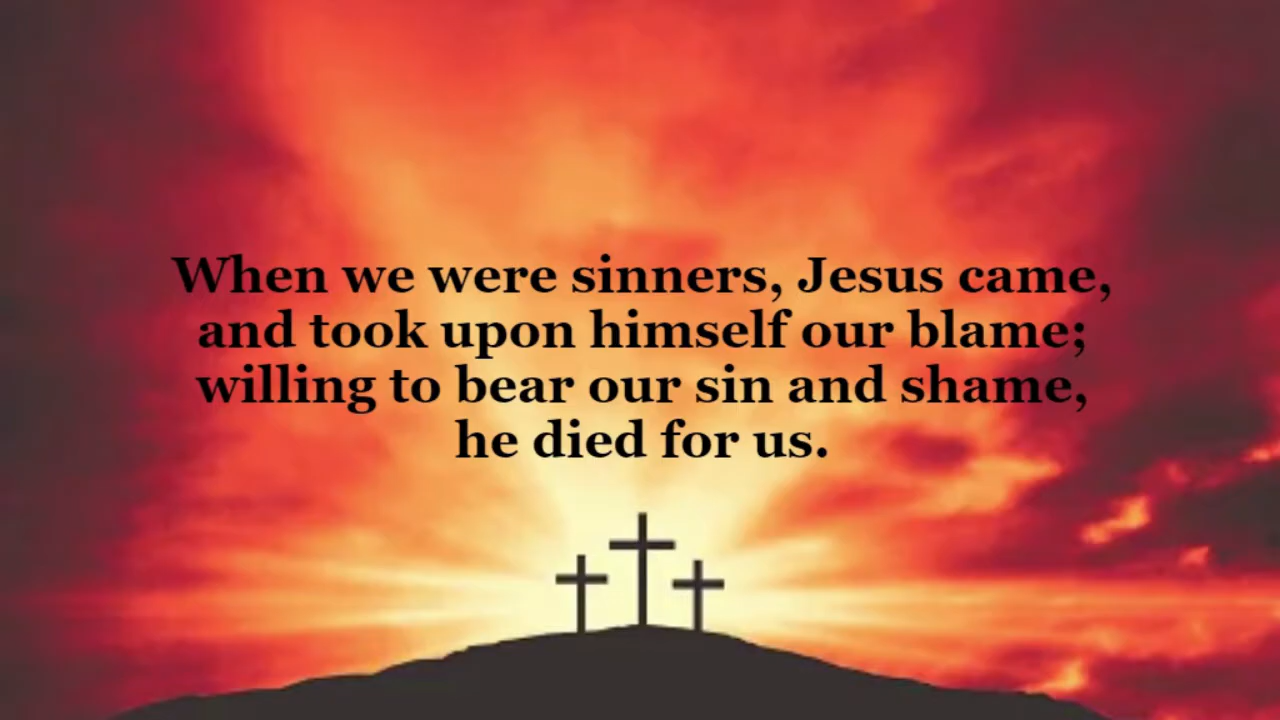 When we were sinners, Jesus came,
and took upon himself our blame;
willing to bear our sin and shame,
he died for us.